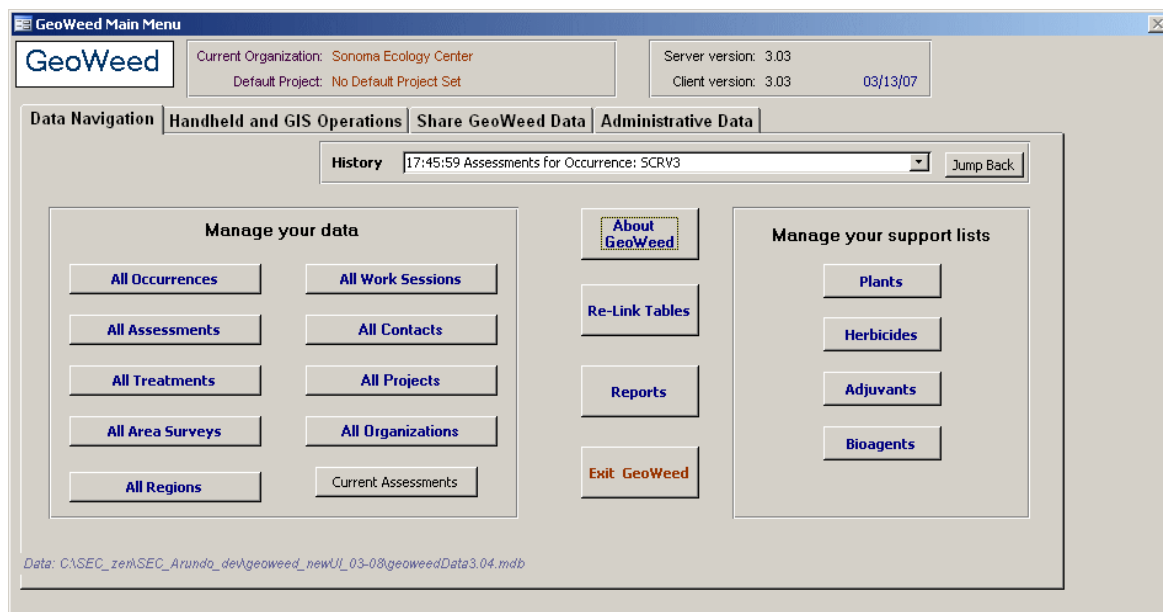 GeoWeed Main Menu
GeoWeed
Current Organization: Sonoma Ecology Center
Default Project: No Default Project Set
Server version: 3.03
Client version: 3.03 03/13/07
Data Navigation Handheld and GIS Operations Share GeoWeed Data Administrative Data
History 17:45:59 Assessments for Occurrence: SCRV3 Jump Back
Manage your data
All Occurrences All Work Sessions
All Assessments All Contacts
All Treatments All Projects
All Area Surveys All Organizations
All Regions Current Assessments
About
GeoWeed
Re-Link Tables
Reports
Exit GeoWeed
Manage your support lists
Plants
Herbicides
Adjuvants
Bioagents
Data: C:\SEC_zen\SEC_Arundo_dev\geoweed_newUI_03-08\geoweedData3.04.mdb